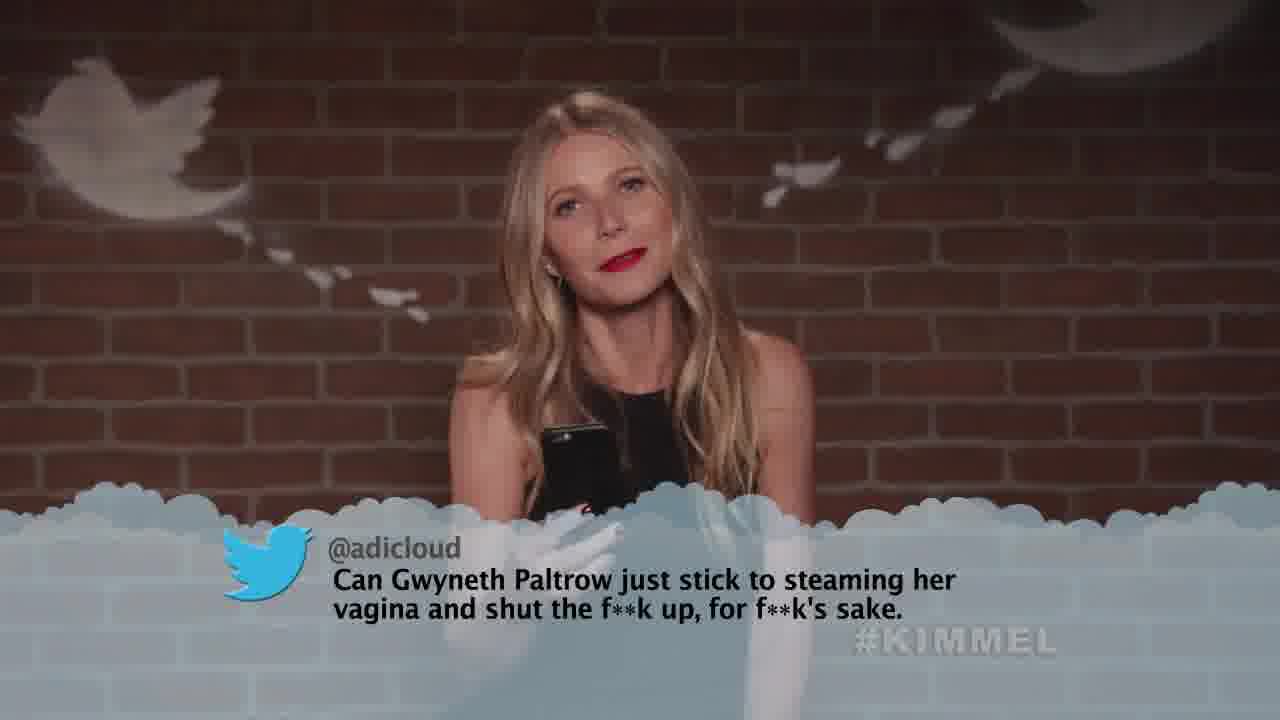 @adicloud
Can Gwyneth Paltrow just stick to steaming her
vagina and shut the f**k up, for f**k's sake.
#KIMMEL